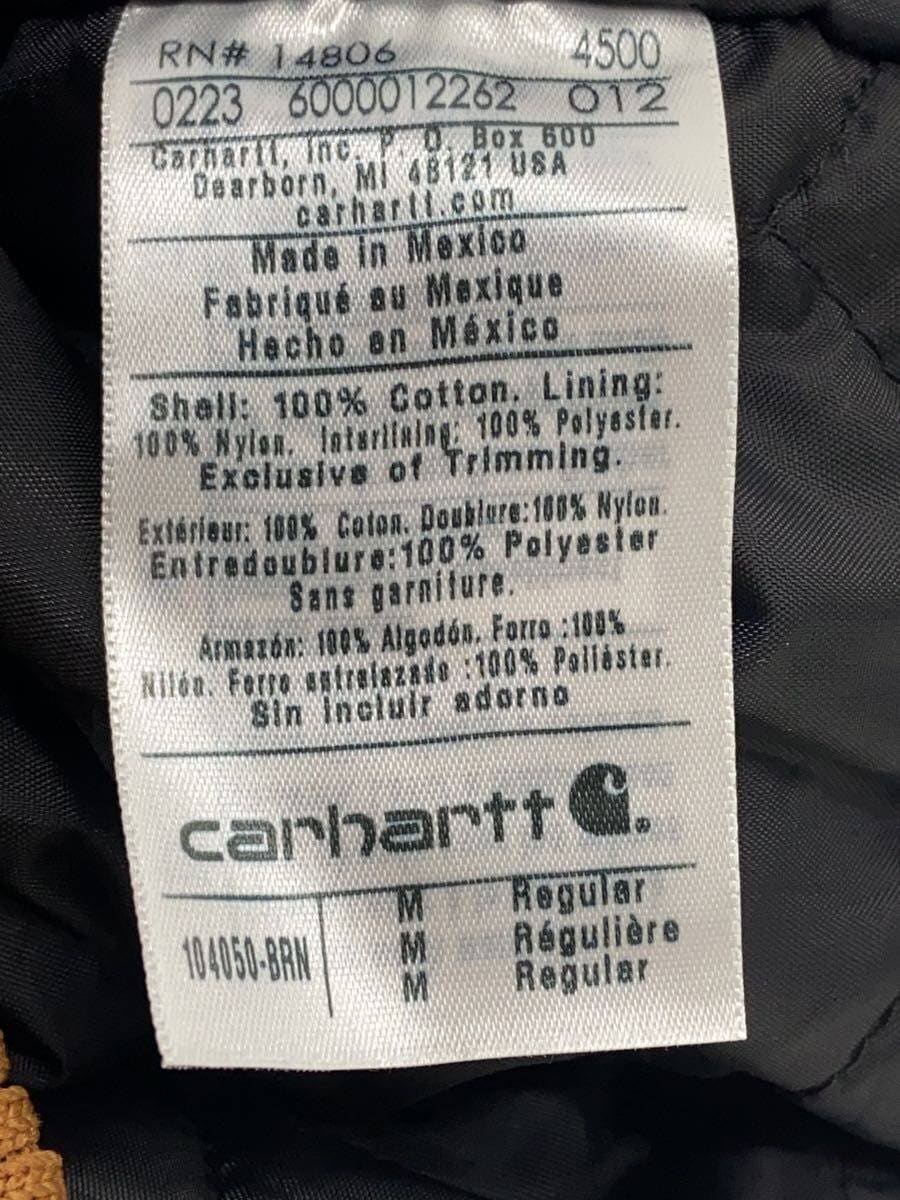 RN# 14806 4500
0223 6000012262 012
Carhartt, Inc. P. O. Box 600
Dearborn, MI 48121 USA
carhartt.com
Made in Mexico
Fabriqué au Mexique
Hecho en México
Shell: 100% Cotton. Lining:
100% Nylon. Interlining: 100% Polyester.
Exclusive of Trimming.
Extérieur: 100% Coton. Doublure:100% Nylon.
Entredoublure:100% Polyester
Sans garniture.
Armazón: 100% Algodón. Forro :100%
Nilón. Forro entrelazado :100% Poliéster.
Sin incluir adorno
carhartt
M Regular
104050-BRN M Régulière
M Regular